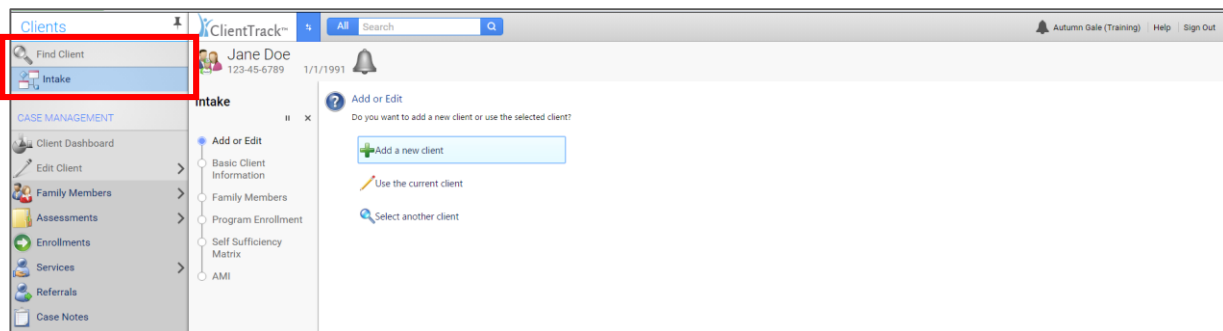 Clients
ClientTrack™
All
Search
Autumn Gale (Training)
Help
Sign Out
Find Client
Intake
Jane Doe
123-45-6789
1/1/1991
CASE MANAGEMENT
Client Dashboard
Edit Client
Family Members
Assessments
Enrollments
Services
Referrals
Case Notes
Intake
Add or Edit
Basic Client
Information
Family Members
Program Enrollment
Self Sufficiency
Matrix
AMI
Add or Edit
Do you want to add a new client or use the selected client?
Add a new client
Use the current client
Select another client